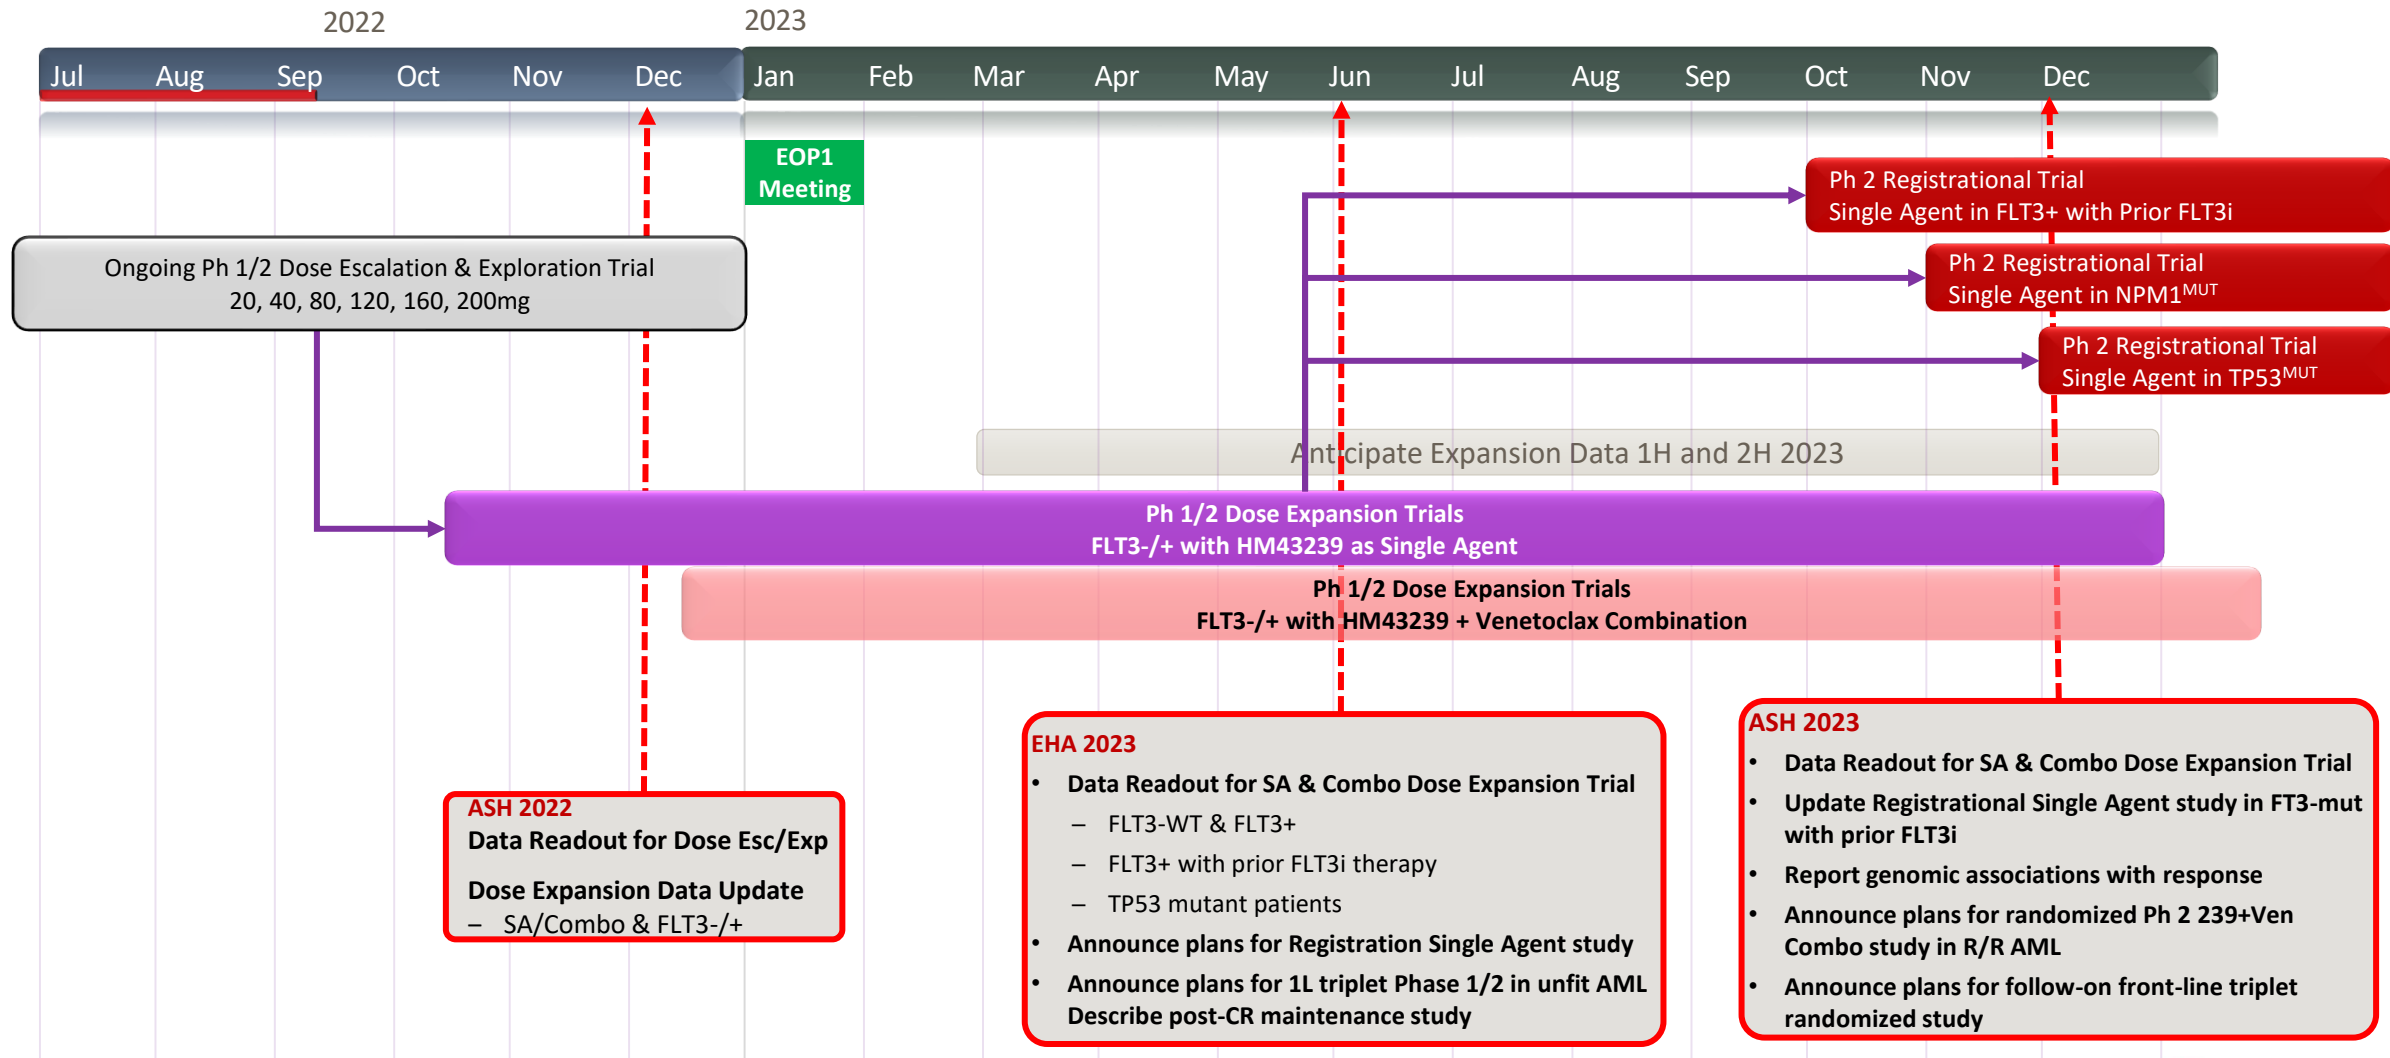 2022
2023
Jul Aug Sep Oct Nov Dec Jan Feb Mar Apr May Jun Jul Aug Sep Oct Nov Dec
EOP1
Meeting
Ph 2 Registrational Trial
Single Agent in FLT3+ with Prior FLT3i
Ongoing Ph 1/2 Dose Escalation & Exploration Trial
20, 40, 80, 120, 160, 200mg
Ph 2 Registrational Trial
Single Agent in NPM1MUT
Ph 2 Registrational Trial
Single Agent in TP53MUT
Anticipate Expansion Data 1H and 2H 2023
Ph 1/2 Dose Expansion Trials
FLT3-/+ with HM43239 as Single Agent
Ph 1/2 Dose Expansion Trials
FLT3-/+ with HM43239 + Venetoclax Combination
ASH 2022
Data Readout for Dose Esc/Exp
Dose Expansion Data Update
– SA/Combo & FLT3-/+
EHA 2023
• Data Readout for SA & Combo Dose Expansion Trial
– FLT3-WT & FLT3+
– FLT3+ with prior FLT3i therapy
– TP53 mutant patients
• Announce plans for Registration Single Agent study
• Announce plans for 1L triplet Phase 1/2 in unfit AML
Describe post-CR maintenance study
ASH 2023
• Data Readout for SA & Combo Dose Expansion Trial
• Update Registrational Single Agent study in FT3-mut
with prior FLT3i
• Report genomic associations with response
• Announce plans for randomized Ph 2 239+Ven
Combo study in R/R AML
• Announce plans for follow-on front-line triplet
randomized study